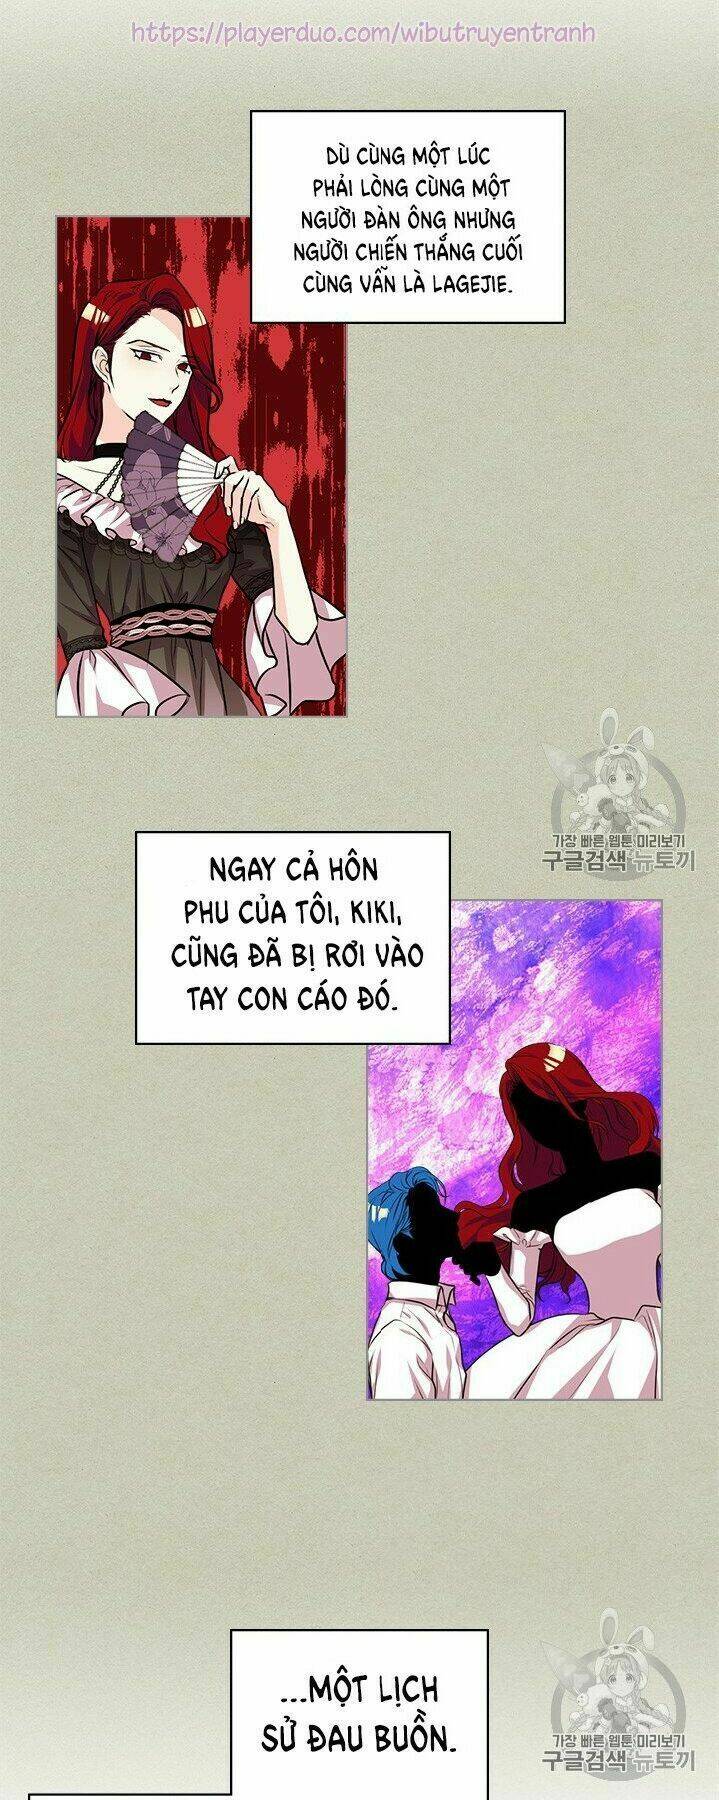 https://playerduo.com/wibutruyentranh
DÙ CÙNG MỘT LÚC
PHẢI LÒNG CÙNG MỘT
NGƯỜI ĐÀN ÔNG NHƯNG
NGƯỜI CHIẾN THẮNG CUỐI
CÙNG VẪN LÀ LAGEJIE.
가장 빠른 웹툰 미리보기
구글검색 뉴토끼
NGAY CẢ HÔN
PHU CỦA TÔI, KIKI,
CŨNG ĐÃ BỊ RƠI VÀO
TAY CON CÁO ĐÓ.
...MỘT LỊCH
SỬ ĐAU BUỒN.
가장 빠른 웹툰 미리보기
구글검색 뉴토끼